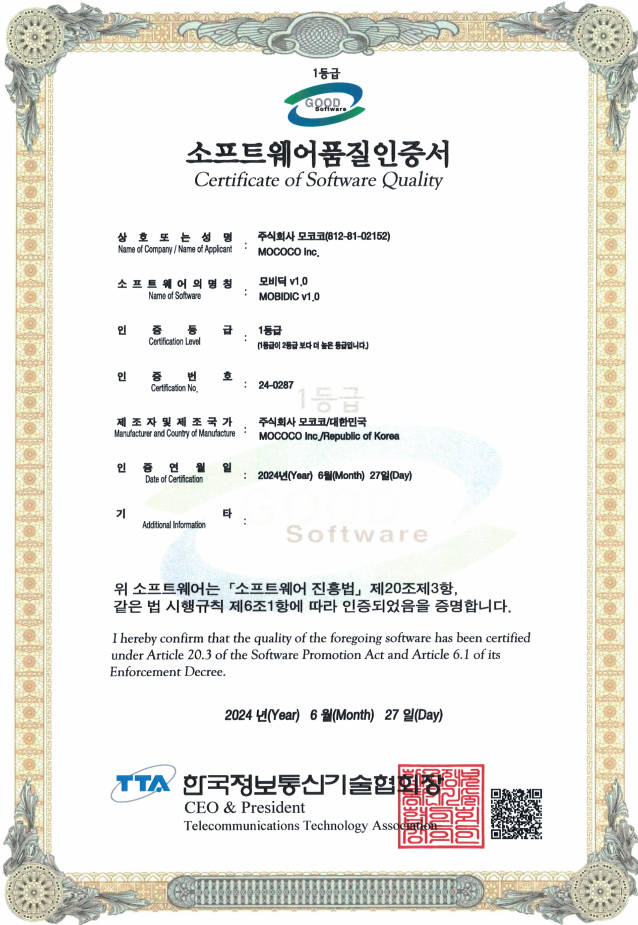 1등급
GOOD
Software
소프트웨어품질인증서
Certificate of Software Quality
상호또는성명 : 주식회사 모코코(812-81-02152)
Name of Company / Name of Applicant MOCOCO Inc.
소프트웨어의명칭 : 모비딕 v1.0
Name of Software MOBIDIC v1.0
인증등급 : 1등급
Certification Level (1등급이 2등급 보다 더 높은 등급입니다.)
인증번호 : 24-0287
Certification No.
1등급
제조자및제조국가 : 주식회사 모코코/대한민국
Manufacturer and Country of Manufacture MOCOCO Inc./Republic of Korea
인증연월일 : 2024년(Year) 6월(Month) 27일(Day)
Date of Certification
기타 :
Additional Information
GOOD
Software
위 소프트웨어는 「소프트웨어 진흥법」 제20조제3항,
같은 법 시행규칙 제6조1항에 따라 인증되었음을 증명합니다.
I hereby confirm that the quality of the foregoing software has been certified
under Article 20.3 of the Software Promotion Act and Article 6.1 of its
Enforcement Decree.
2024 년(Year) 6 월(Month) 27 일(Day)
TTA 한국정보통신기술협회장
CEO & President
Telecommunications Technology Association